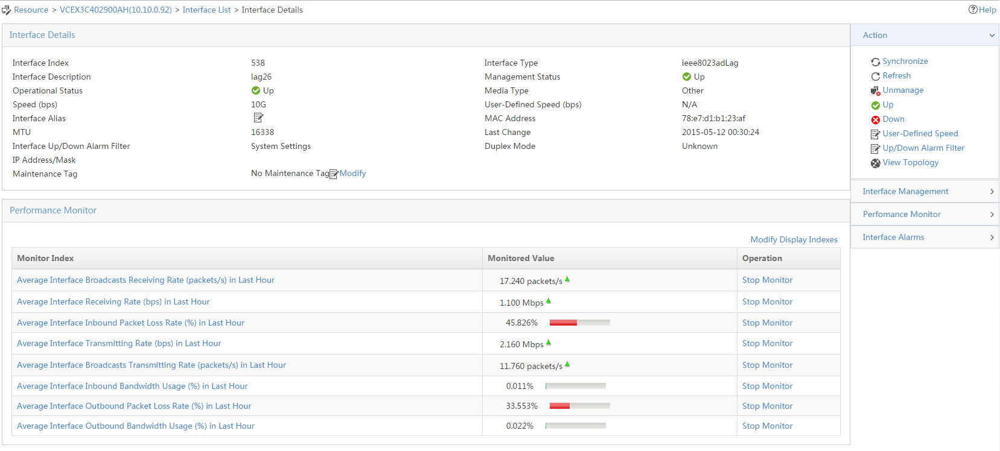 Resource > VCEX3C402900AH(10.10.0.92) > Interface List > Interface Details
Help
Interface Details
Interface Index 538 Interface Type ieee8023adLag
Interface Description lag26 Management Status Up
Operational Status Up Media Type Other
Speed (bps) 10G User-Defined Speed (bps) N/A
Interface Alias MAC Address 78:e7:d1:b1:23:af
MTU 16338 Last Change 2015-05-12 00:30:24
Interface Up/Down Alarm Filter System Settings Duplex Mode Unknown
IP Address/Mask
Maintenance Tag No Maintenance Tag Modify
Action
Synchronize
Refresh
Unmanage
Up
Down
User-Defined Speed
Up/Down Alarm Filter
View Topology
Interface Management
Perfomance Monitor
Interface Alarms
Performance Monitor
Modify Display Indexes
Monitor Index Monitored Value Operation
Average Interface Broadcasts Receiving Rate (packets/s) in Last Hour 17.240 packets/s Stop Monitor
Average Interface Receiving Rate (bps) in Last Hour 1.100 Mbps Stop Monitor
Average Interface Inbound Packet Loss Rate (%) in Last Hour 45.826% Stop Monitor
Average Interface Transmitting Rate (bps) in Last Hour 2.160 Mbps Stop Monitor
Average Interface Broadcasts Transmitting Rate (packets/s) in Last Hour 11.760 packets/s Stop Monitor
Average Interface Inbound Bandwidth Usage (%) in Last Hour 0.011% Stop Monitor
Average Interface Outbound Packet Loss Rate (%) in Last Hour 33.553% Stop Monitor
Average Interface Outbound Bandwidth Usage (%) in Last Hour 0.022% Stop Monitor